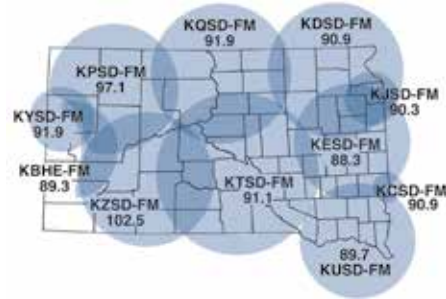 KQSD-FM
91.9
KDSD-FM
90.9
KPSD-FM
97.1
KJSD-FM
90.3
KYSD-FM
91.9
KESD-FM
88.3
KBHE-FM
89.3
KTSD-FM
91.1
KCSD-FM
90.9
KZSD-FM
102.5
89.7
KUSD-FM